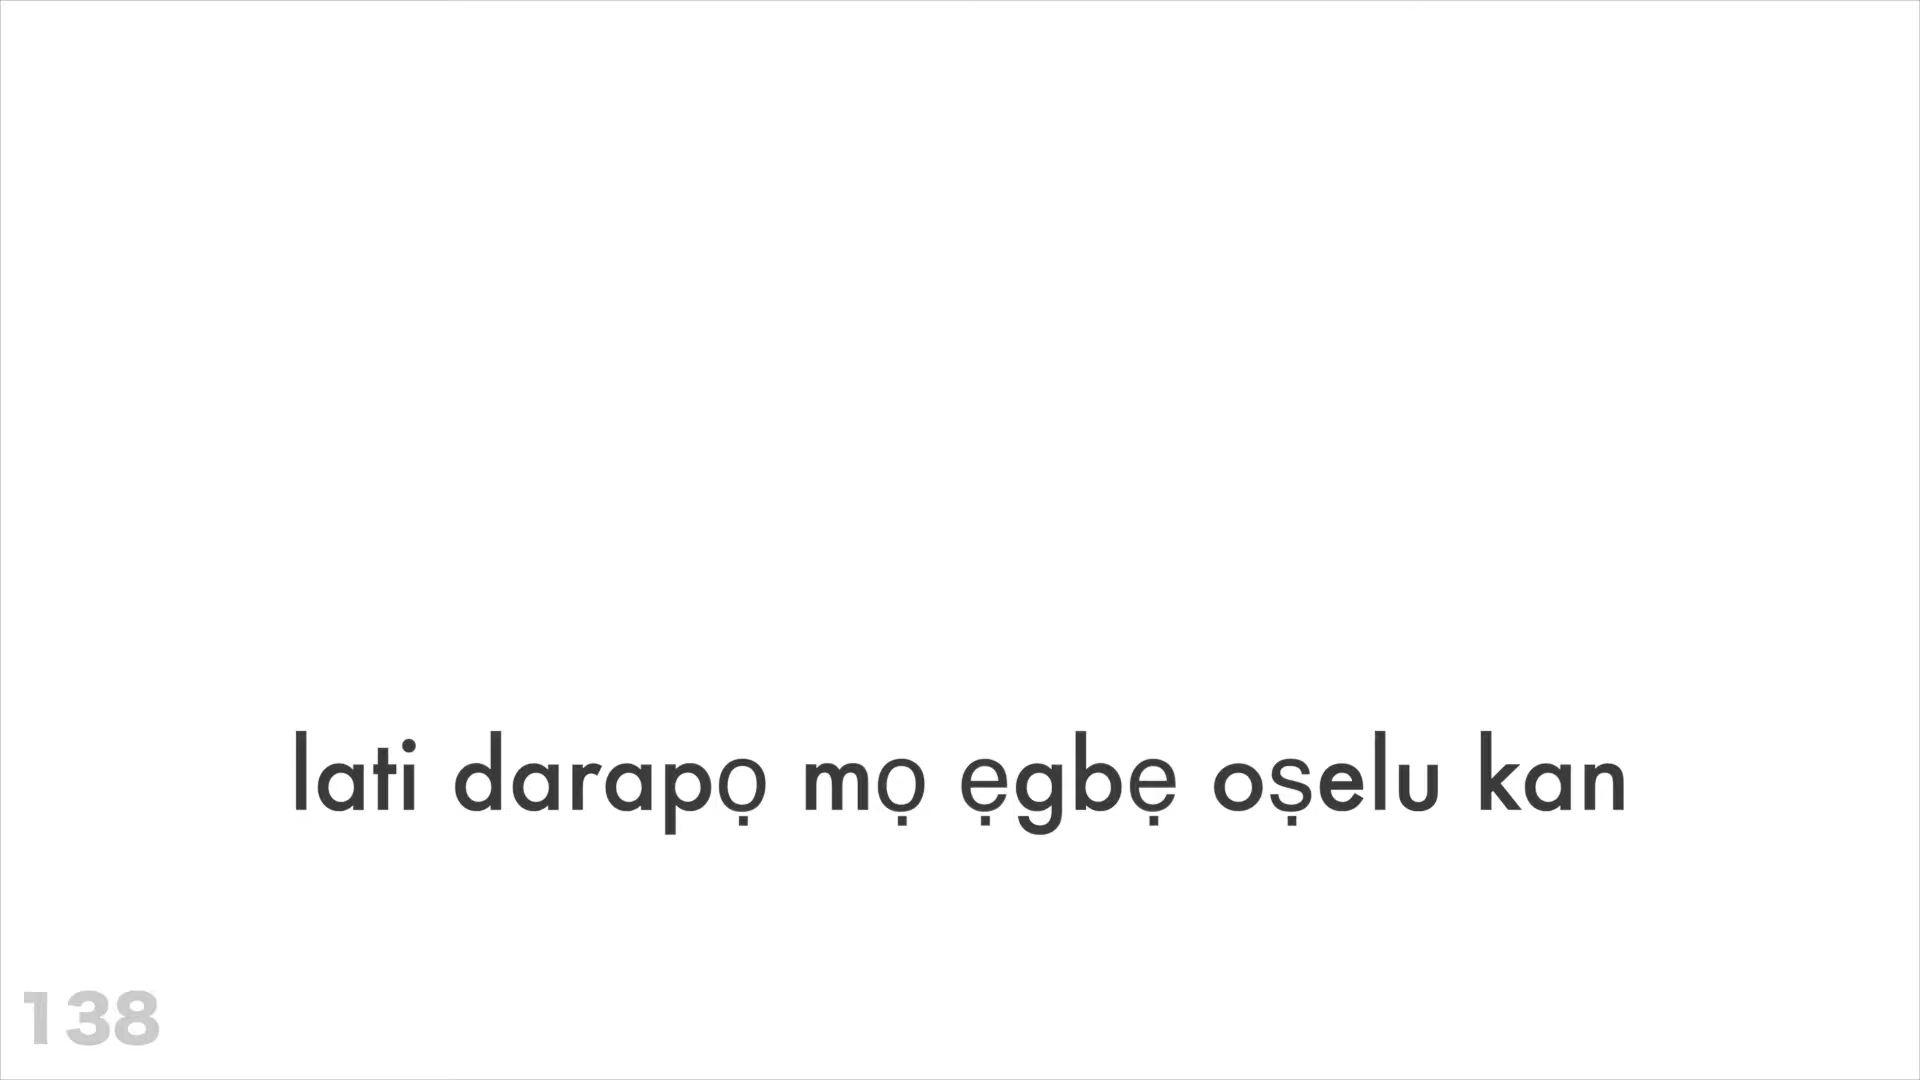 lati darapọ mọ ẹgbẹ oṣelu kan
138